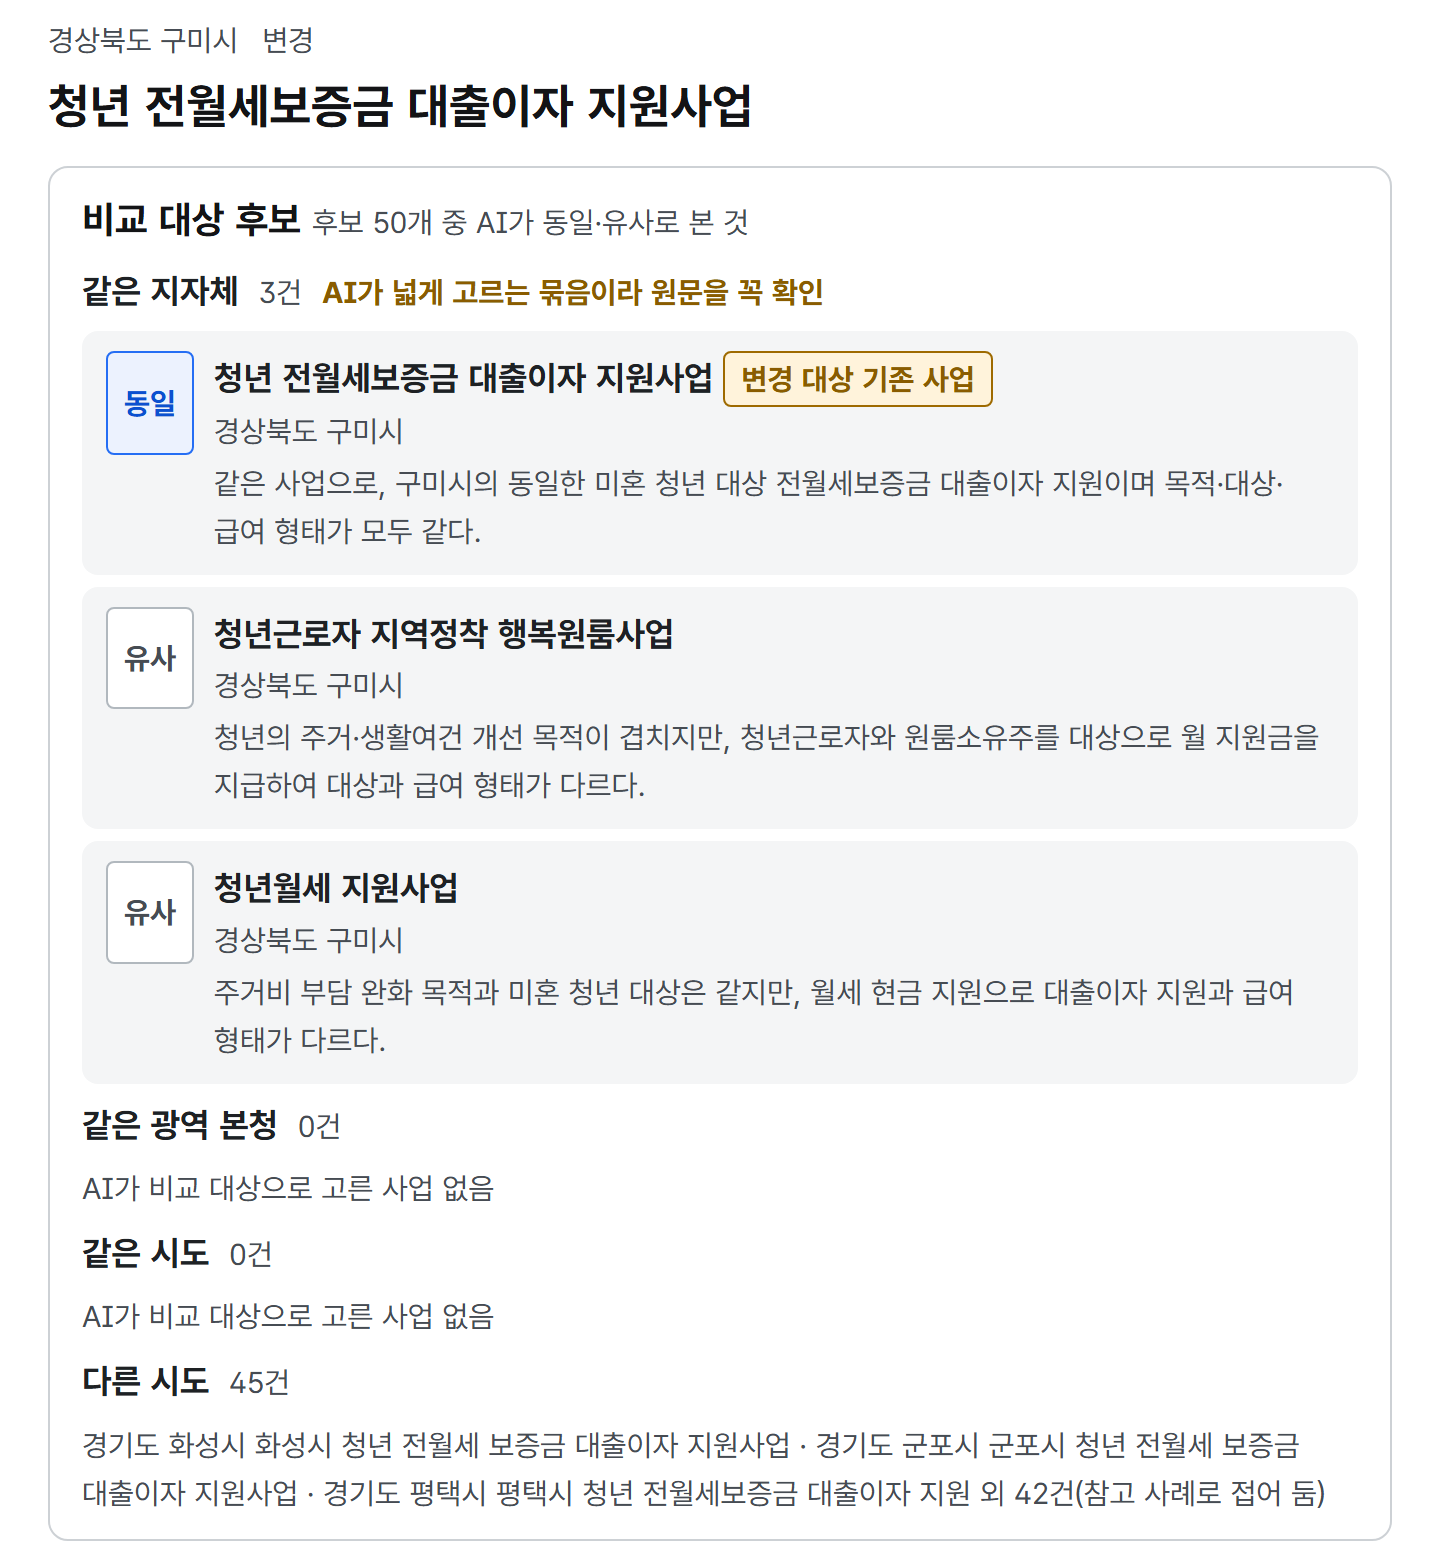 경상북도 구미시 변경
청년 전월세보증금 대출이자 지원사업
비교 대상 후보 후보 50개 중 AI가 동일·유사로 본 것
같은 지자체 3건 AI가 넓게 고르는 묶음이라 원문을 꼭 확인
동일
청년 전월세보증금 대출이자 지원사업 변경 대상 기존 사업
경상북도 구미시
같은 사업으로, 구미시의 동일한 미혼 청년 대상 전월세보증금 대출이자 지원이며 목적·대상·
급여 형태가 모두 같다.
유사
청년근로자 지역정착 행복원룸사업
경상북도 구미시
청년의 주거·생활여건 개선 목적이 겹치지만, 청년근로자와 원룸소유주를 대상으로 월 지원금을
지급하여 대상과 급여 형태가 다르다.
유사
청년월세 지원사업
경상북도 구미시
주거비 부담 완화 목적과 미혼 청년 대상은 같지만, 월세 현금 지원으로 대출이자 지원과 급여
형태가 다르다.
같은 광역 본청 0건
AI가 비교 대상으로 고른 사업 없음
같은 시도 0건
AI가 비교 대상으로 고른 사업 없음
다른 시도 45건
경기도 화성시 화성시 청년 전월세 보증금 대출이자 지원사업 · 경기도 군포시 군포시 청년 전월세 보증금
대출이자 지원사업 · 경기도 평택시 평택시 청년 전월세보증금 대출이자 지원 외 42건(참고 사례로 접어 둠)